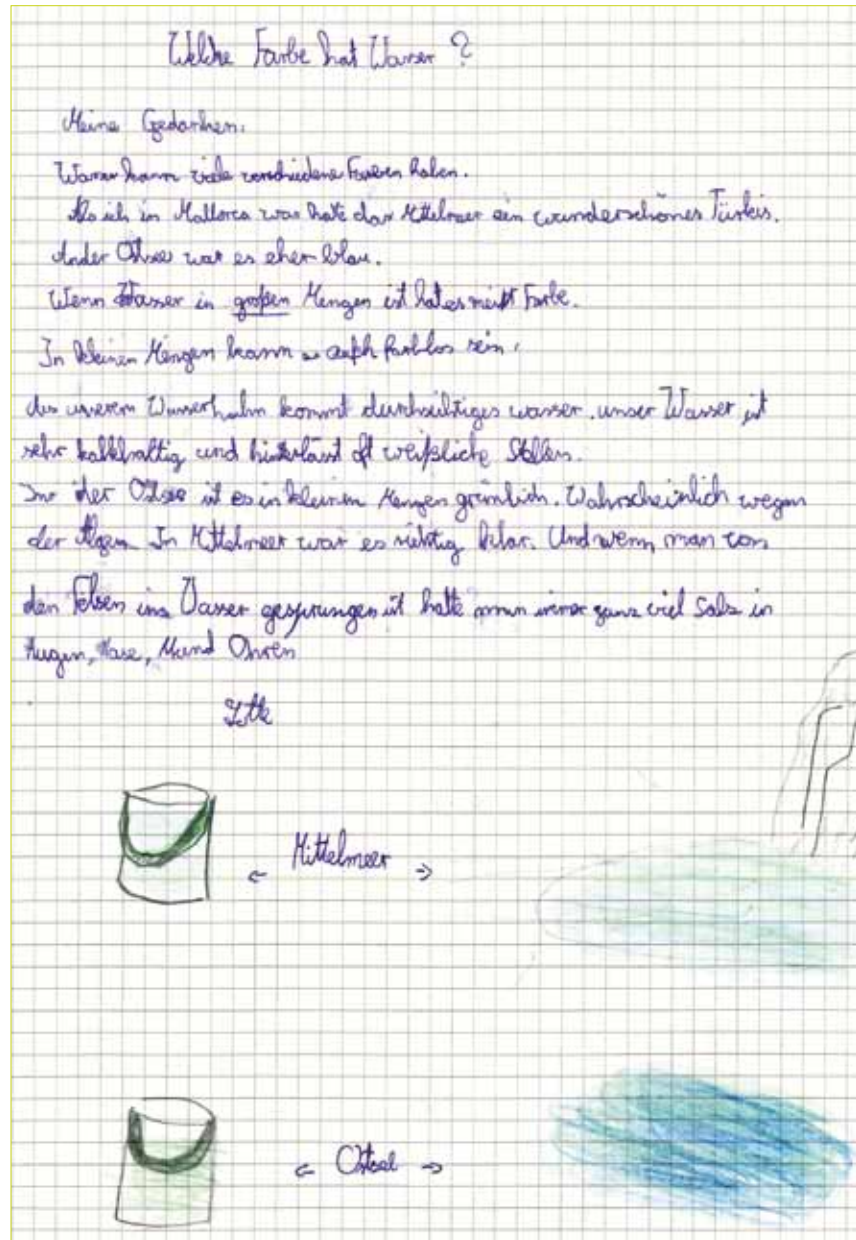 Welche Farbe hat Wasser ?
Meine Gedanken:
Wasser kann viele verschiedene Farben haben.
Als ich in Mallorca war hate das Mittelmeer ein wunderschönes Türkis.
An der Ostsee war es eher blau.
Wenn Wasser in großen Mengen ist hat es meist Farbe.
In kleinen Mengen kann es auch farblos sein.
Aus unserem Wasserhahn kommt durchsichtiges wasser. unser Wasser ist
sehr kalkhaltig und hinterlässt oft weißliche Stellen.
In der Ostsee ist es in kleinen Mengen grünlich. Wahrscheinlich wegen
der Algen. In Mittelmeer war es richtig klar. Und wenn man von
den Felsen ins Wasser gesprungen ist hatte man immer ganz viel Salz in
Augen, Nase, Mund Ohren
<- Mittelmeer ->
<- Ostsee ->